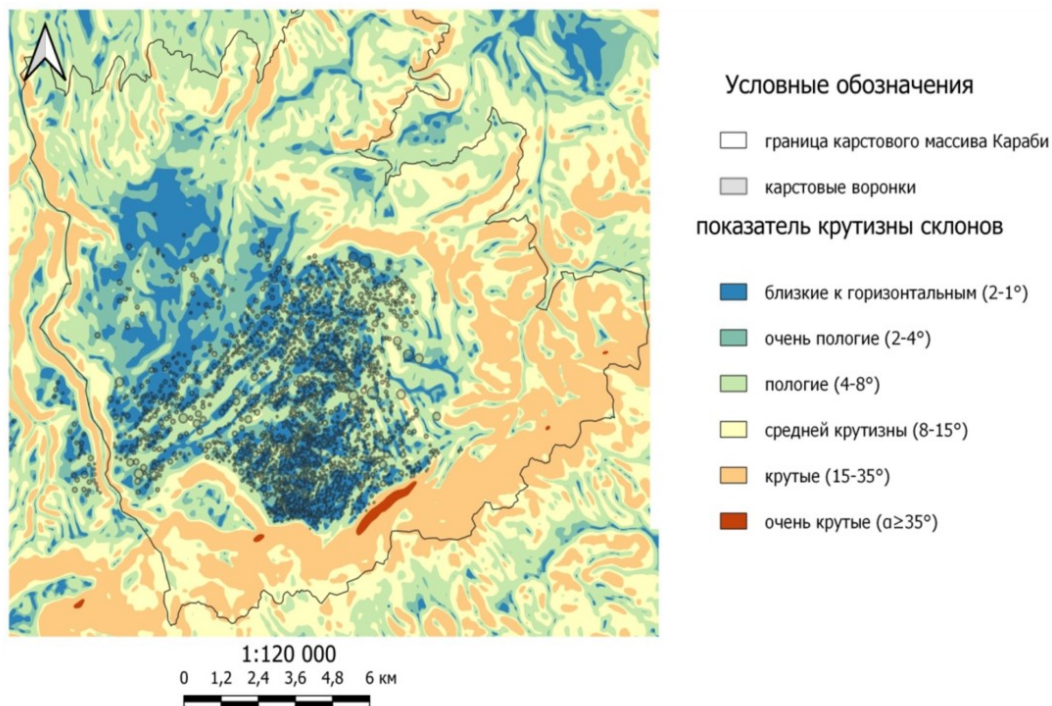 Условные обозначения
граница карстового массива Караби
карстовые воронки
показатель крутизны склонов
близкие к горизонтальным (2-1°)
очень пологие (2-4°)
пологие (4-8°)
средней крутизны (8-15°)
крутые (15-35°)
очень крутые (α≥35°)
1:120 000
0 1,2 2,4 3,6 4,8 6 км